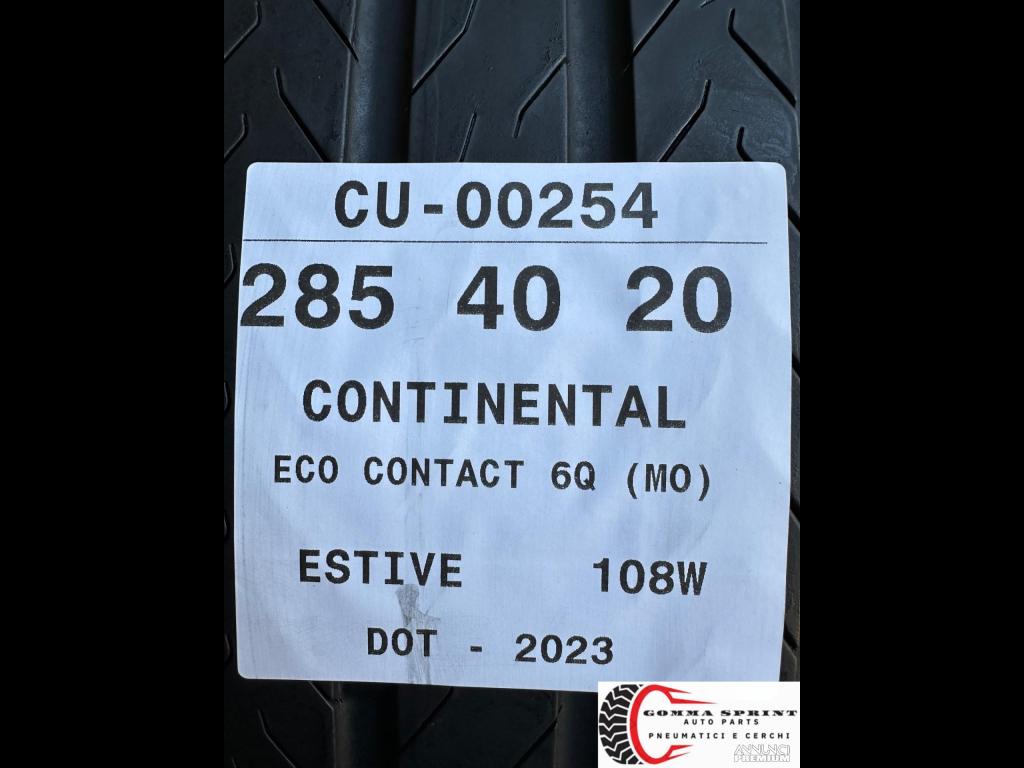 CU-00254
285 40 20
CONTINENTAL
ECO CONTACT 6Q (MO)
ESTIVE 108W
DOT - 2023
GOMMA SPRINT
AUTO PARTS
PNEUMATICI E CERCHI
ANNUNCI
PREMIUM